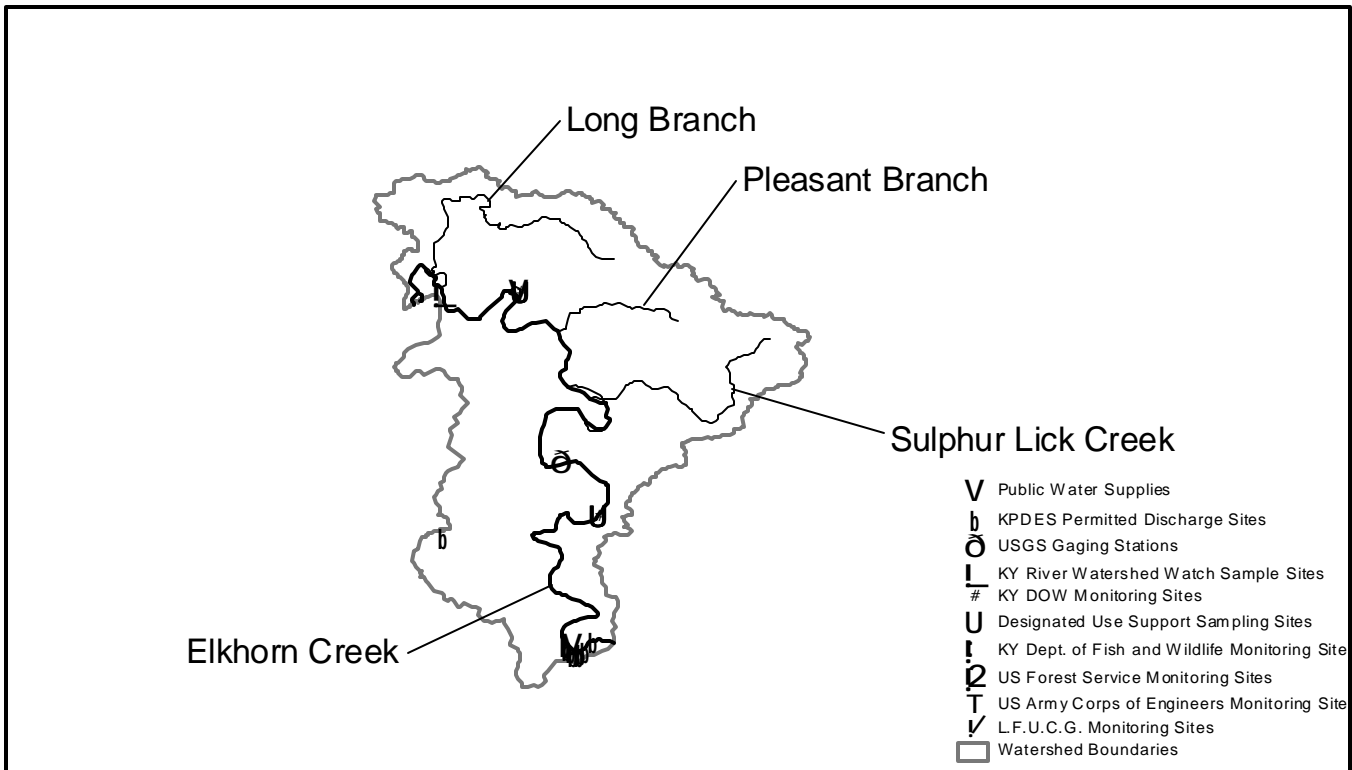 Long Branch
Pleasant Branch
Sulphur Lick Creek
Elkhorn Creek
V Public Water Supplies
þ KPDES Permitted Discharge Sites
ð USGS Gaging Stations
KY River Watershed Watch Sample Sites
# KY DOW Monitoring Sites
U Designated Use Support Sampling Sites
KY Dept. of Fish and Wildlife Monitoring Site
US Forest Service Monitoring Sites
T US Army Corps of Engineers Monitoring Site
L.F.U.C.G. Monitoring Sites
Watershed Boundaries